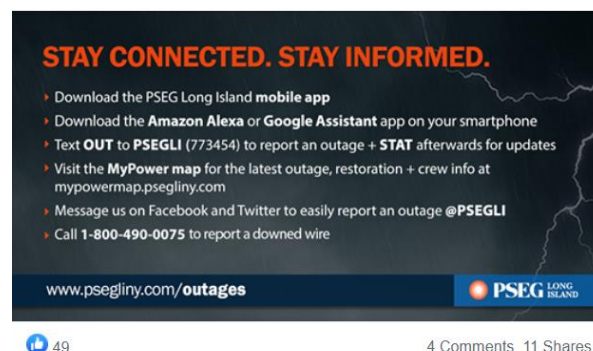 STAY CONNECTED. STAY INFORMED.
Download the PSEG Long Island mobile app
Download the Amazon Alexa or Google Assistant app on your smartphone
Text OUT to PSEGLI (773454) to report an outage + STAT afterwards for updates
Visit the MyPower map for the latest outage, restoration + crew info at
mypowermap.psegliny.com
Message us on Facebook and Twitter to easily report an outage @PSEGLI
Call 1-800-490-0075 to report a downed wire
www.psegliny.com/outages
PSEG LONG ISLAND
49
4 Comments 11 Shares